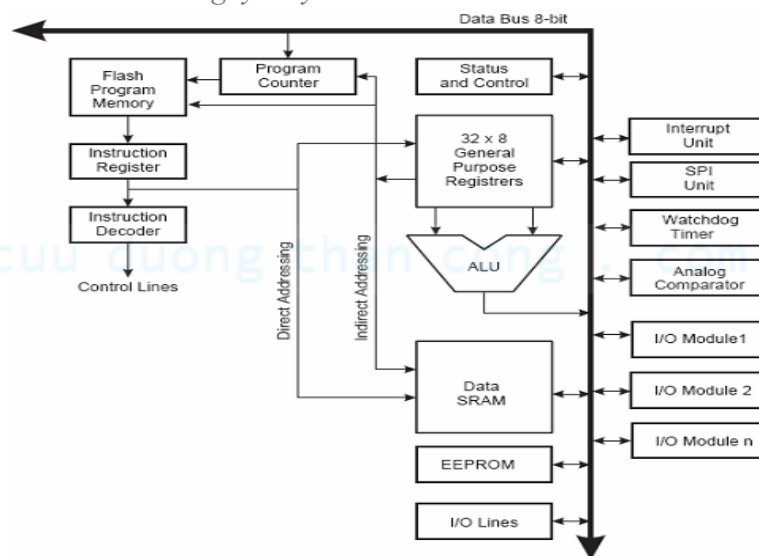 Data Bus 8-bit
Flash
Program
Memory
Program
Counter
Status
and Control
32 x 8
General
Purpose
Registrers
Interrupt
Unit
Instruction
Register
SPI
Unit
Instruction
Decoder
Watchdog
Timer
cuu duong than cong . com
ALU
Analog
Comparator
Control Lines
Direct Addressing
Indirect Addressing
I/O Module1
Data
SRAM
I/O Module 2
I/O Module n
EEPROM
I/O Lines